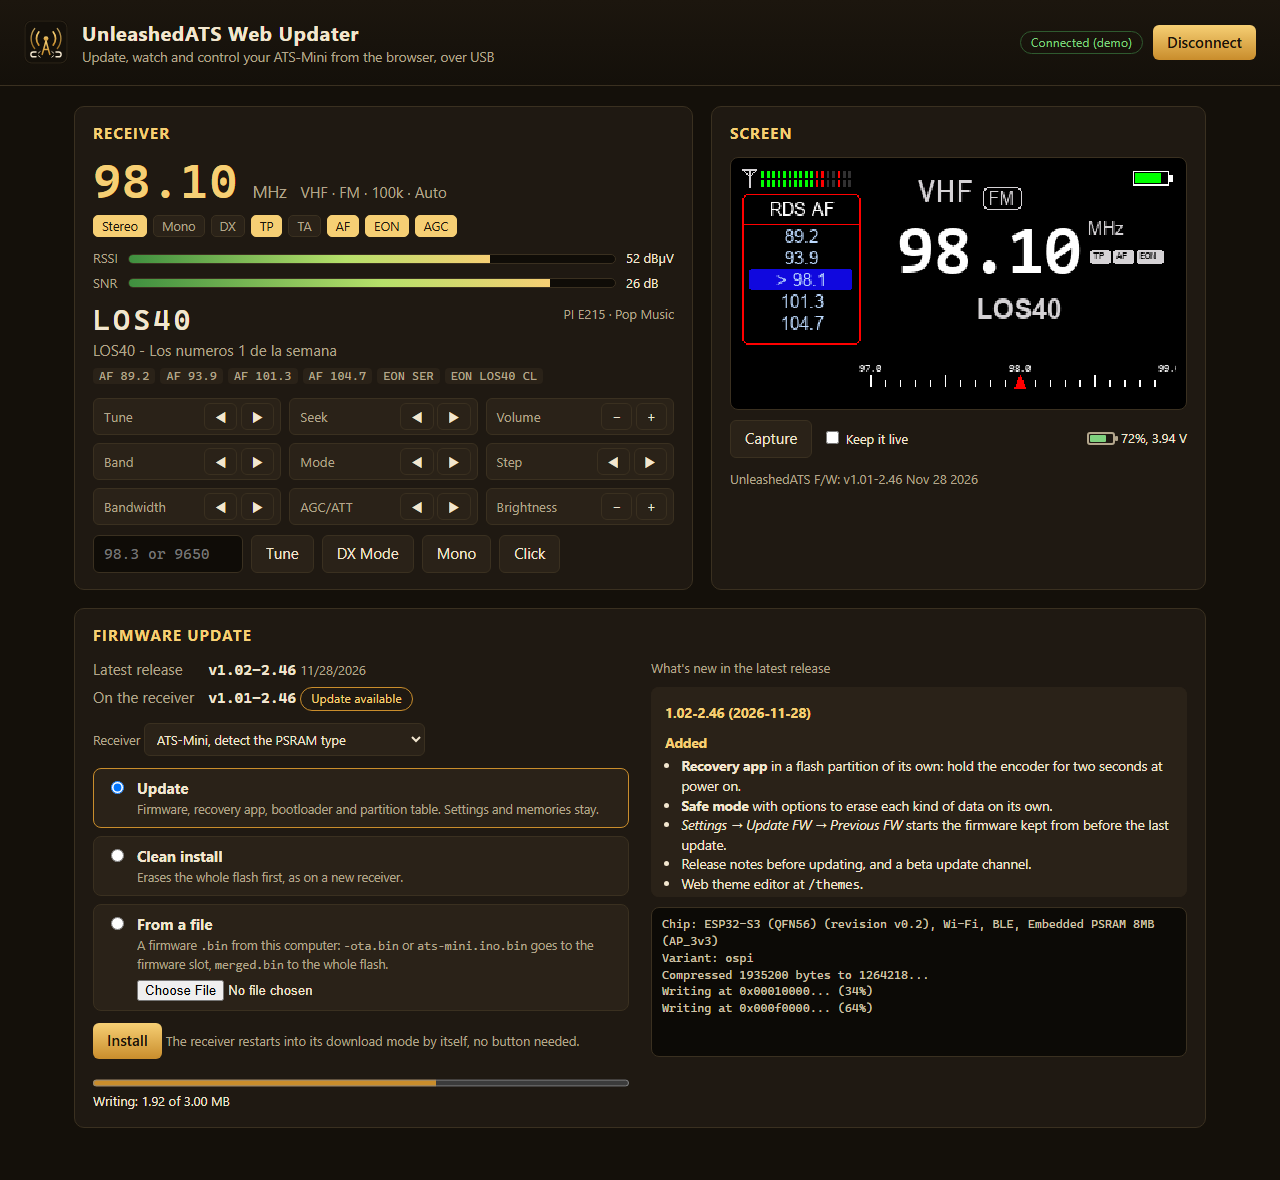 UnleashedATS Web Updater
Update, watch and control your ATS-Mini from the browser, over USB
Connected (demo)
Disconnect
RECEIVER
98.10 MHz VHF · FM · 100k · Auto
Stereo Mono DX TP TA AF EON AGC
RSSI 52 dBµV
SNR 26 dB
LOS40 PI E215 · Pop Music
LOS40 - Los numeros 1 de la semana
AF 89.2 AF 93.9 AF 101.3 AF 104.7 EON SER EON LOS40 CL
Tune ◀ ▶ Seek ◀ ▶ Volume − +
Band ◀ ▶ Mode ◀ ▶ Step ◀ ▶
Bandwidth ◀ ▶ AGC/ATT ◀ ▶ Brightness − +
98.3 or 9650 Tune DX Mode Mono Click
SCREEN
VHF FM
RDS AF
89.2
93.9
> 98.1
101.3
104.7
98.10 MHz
TP AF EON
LOS40
97.0 98.0 99.
Capture Keep it live 72%, 3.94 V
UnleashedATS F/W: v1.01-2.46 Nov 28 2026
FIRMWARE UPDATE
Latest release v1.02-2.46 11/28/2026
On the receiver v1.01-2.46 Update available
Receiver ATS-Mini, detect the PSRAM type
Update
Firmware, recovery app, bootloader and partition table. Settings and memories stay.
Clean install
Erases the whole flash first, as on a new receiver.
From a file
A firmware .bin from this computer: -ota.bin or ats-mini.ino.bin goes to the
firmware slot, merged.bin to the whole flash.
Choose File No file chosen
Install The receiver restarts into its download mode by itself, no button needed.
Writing: 1.92 of 3.00 MB
What's new in the latest release
1.02-2.46 (2026-11-28)
Added
• Recovery app in a flash partition of its own: hold the encoder for two seconds at
power on.
• Safe mode with options to erase each kind of data on its own.
• Settings → Update FW → Previous FW starts the firmware kept from before the last
update.
• Release notes before updating, and a beta update channel.
• Web theme editor at /themes.
Chip: ESP32-S3 (QFN56) (revision v0.2), Wi-Fi, BLE, Embedded PSRAM 8MB
(AP_3v3)
Variant: ospi
Compressed 1935200 bytes to 1264218...
Writing at 0x00010000... (34%)
Writing at 0x000f0000... (64%)